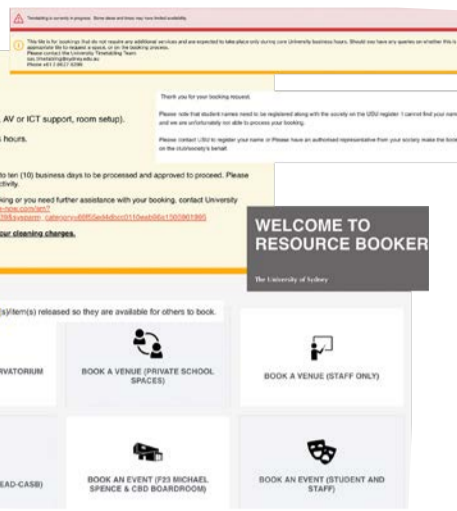 Timetabling is currently in progress. Some areas and times may have limited availability.
This tile is for bookings that do not require any additional services and are expected to take place only during core University business hours. Should you have any queries on whether this is
appropriate tile to request a space, or on the booking process.
Please contact the University Timetabling Team
Thank you for your booking request.
Please note that student names need to be registered along with the society on the USU register. I cannot find your name
and we are unfortunately not able to process your booking.
Please contact USU to register your name or Please have an authorised representative from your society make the book
on the club/society's behalf.
, AV or ICT support, room setup).
hours.
to ten (10) business days to be processed and approved to proceed. Please
ctivity.
king or you need further assistance with your booking, contact University
our cleaning charges.
WELCOME TO
RESOURCE BOOKER
The University of Sydney
(s)/item(s) released so they are available for others to book.
RVATORIUM
BOOK A VENUE (PRIVATE SCHOOL
SPACES)
BOOK A VENUE (STAFF ONLY)
EAD-CASB)
BOOK AN EVENT (F23 MICHAEL
SPENCE & CBD BOARDROOM)
BOOK AN EVENT (STUDENT AND
STAFF)